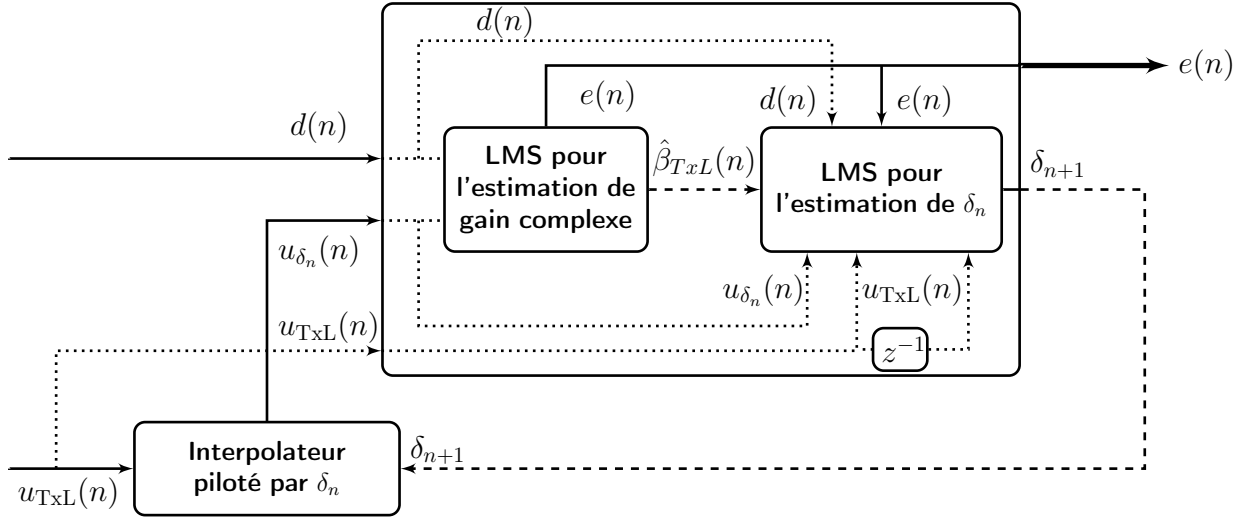 d(n)
e(n)
d(n)
e(n)
d(n)
e(n)
LMS pour
l'estimation de
gain complexe
β̂_{TxL}(n)
LMS pour
l'estimation de δ_n
δ_{n+1}
u_{δ_n}(n)
u_{δ_n}(n)
u_{TxL}(n)
u_{TxL}(n)
z^{-1}
Interpolateur
piloté par δ_n
δ_{n+1}
u_{TxL}(n)